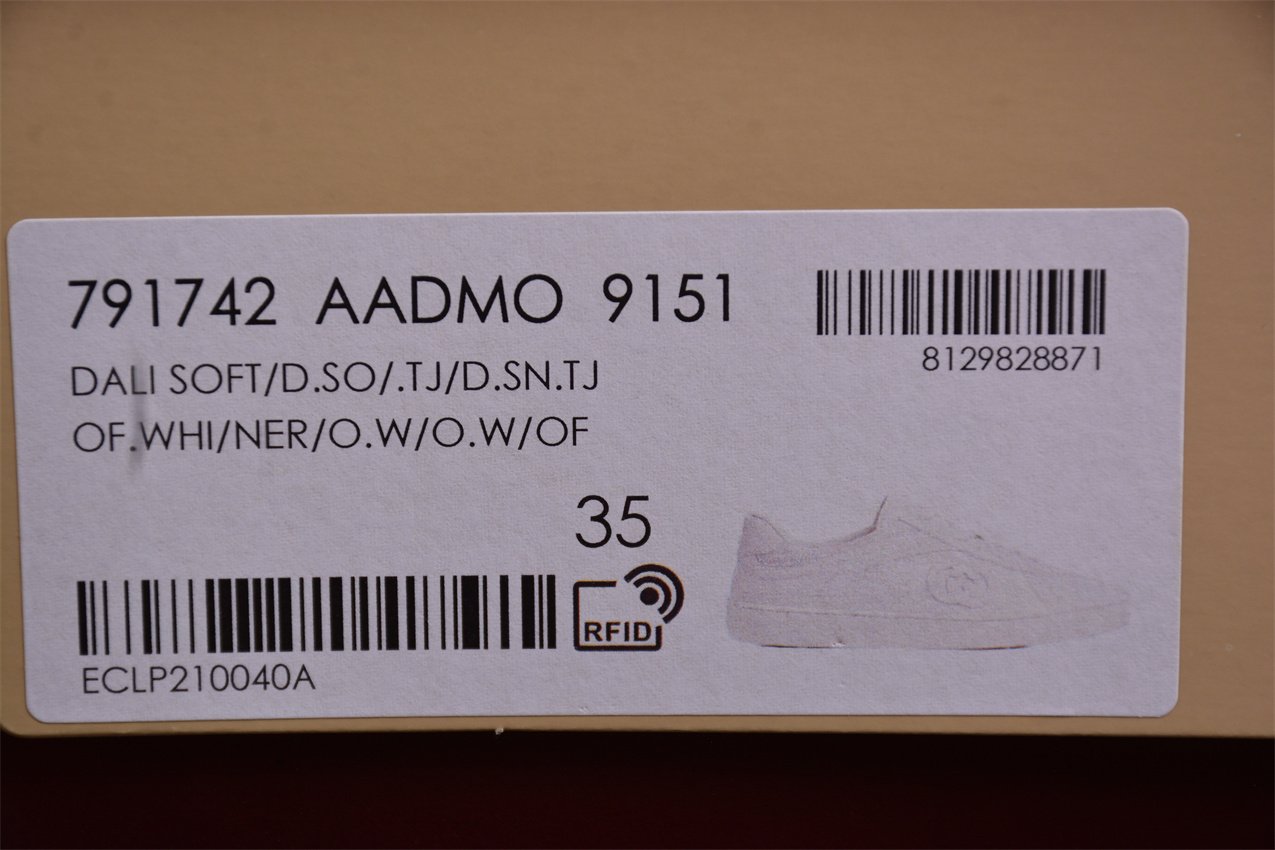 791742 AADMO 9151
8129828871
DALI SOFT/D.SO/.TJ/D.SN.TJ
OF.WHI/NER/O.W/O.W/OF
35
RFID
ECLP210040A